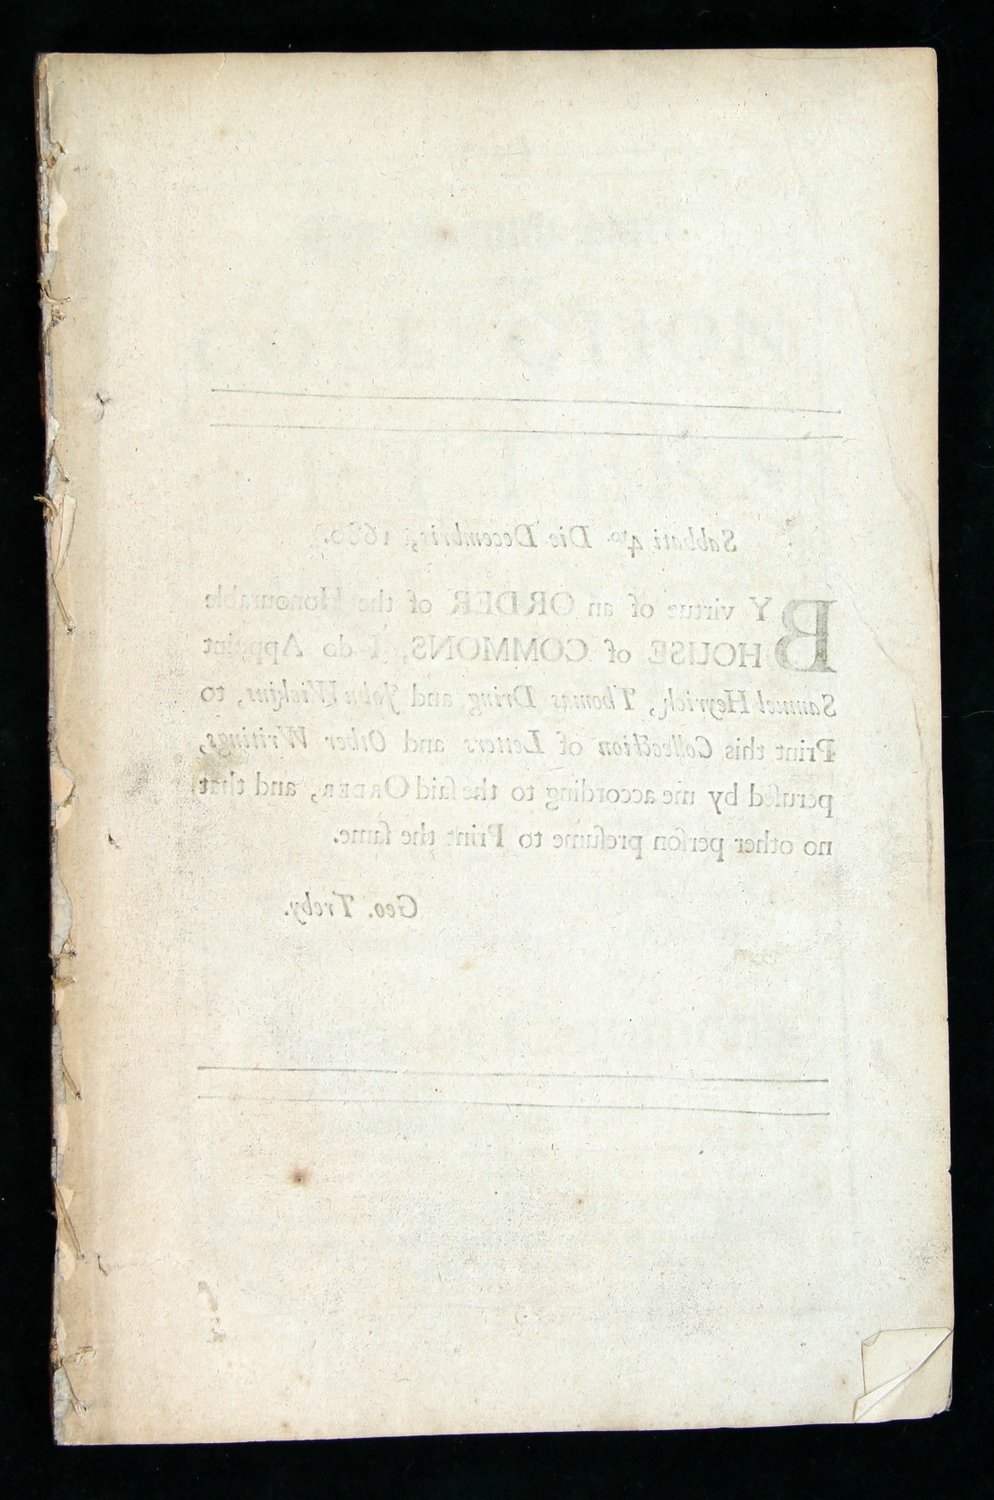 Sabbati 4to Die Decembris, 1680.
BY virtue of an ORDER of the Honourable
HOUSE of COMMONS, I do Appoint
Samuel Heyrick, Thomas Dring, and John Wickins, to
Print this Collection of Letters and Other Writings,
peruſed by me according to the ſaid ORDER, and that
no other perſon preſume to Print the ſame.
Geo. Treby.